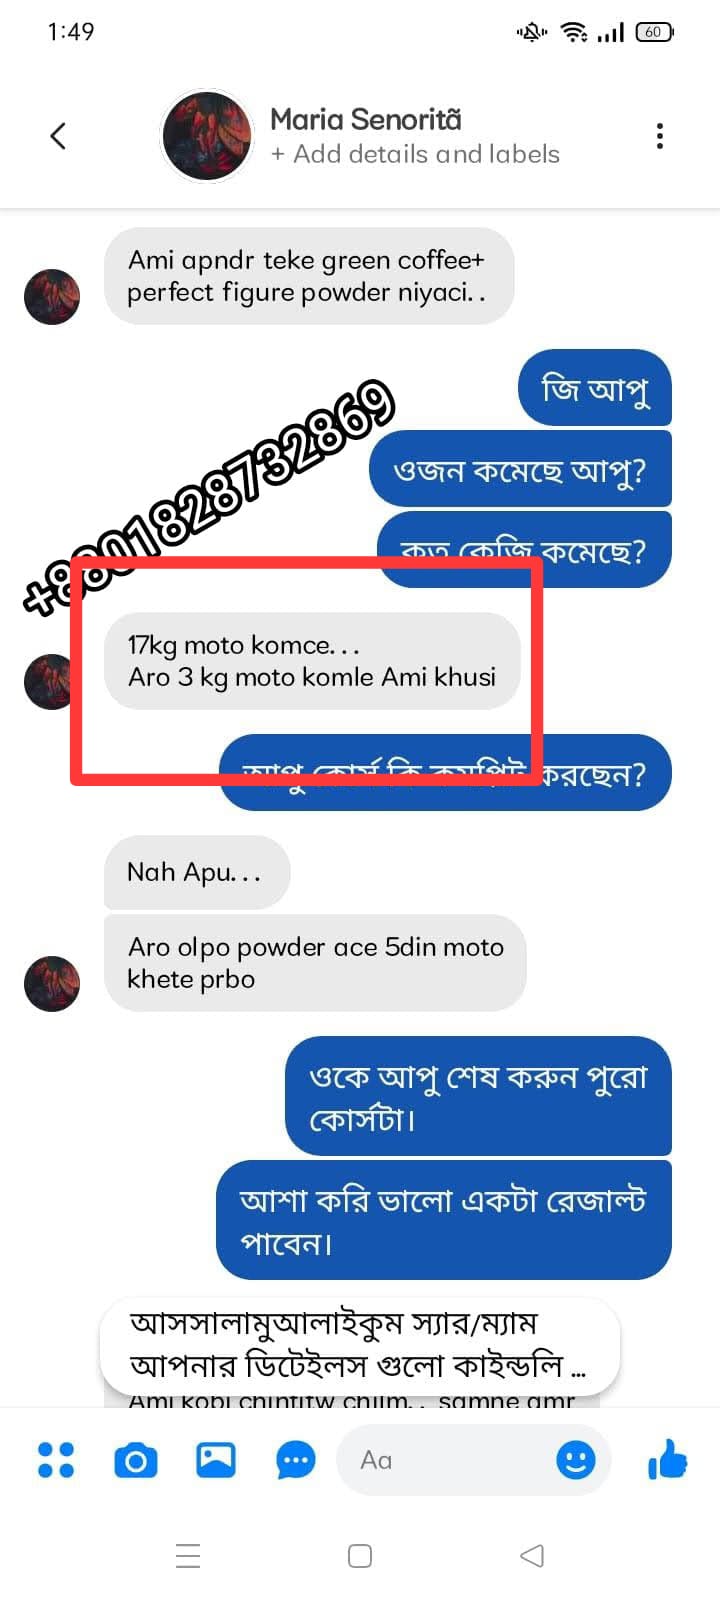 1:49
60
Maria Senoritã
+ Add details and labels
Ami apndr teke green coffee+
perfect figure powder niyaci. .
জি আপু
ওজন কমেছে আপু?
কত কেজি কমেছে?
+8801828732869
17kg moto komce. . .
Aro 3 kg moto komle Ami khusi
আপু কোর্স কি কমপ্লিট করছেন?
Nah Apu. . .
Aro olpo powder ace 5din moto
khete prbo
ওকে আপু শেষ করুন পুরো
কোর্সটা।
আশা করি ভালো একটা রেজাল্ট
পাবেন।
আসসালামুআলাইকুম স্যার/ম্যাম
আপনার ডিটেইলস গুলো কাইন্ডলি ...
Ami kobi chintitw chilm. . samne amr
Aa